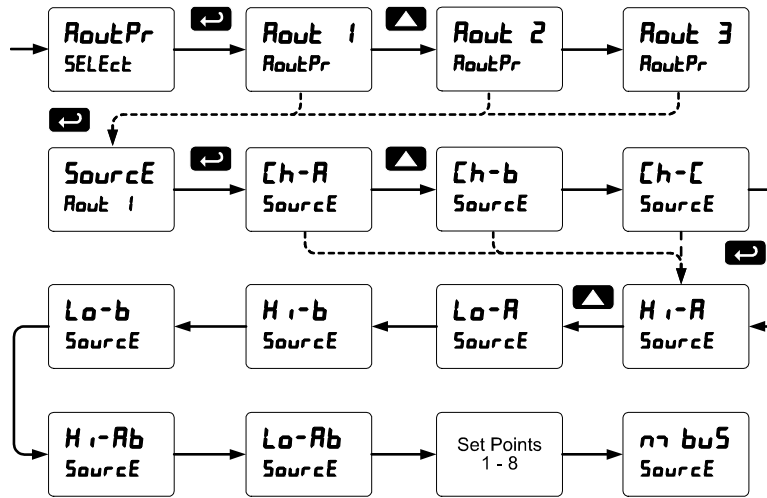 AoutPr
SELEct
Aout 1
AoutPr
Aout 2
AoutPr
Aout 3
AoutPr
SourcE
Aout 1
Ch-A
SourcE
Ch-b
SourcE
Ch-C
SourcE
Lo-b
SourcE
Hi-b
SourcE
Lo-A
SourcE
Hi-A
SourcE
Hi-Ab
SourcE
Lo-Ab
SourcE
Set Points
1 - 8
m buS
SourcE